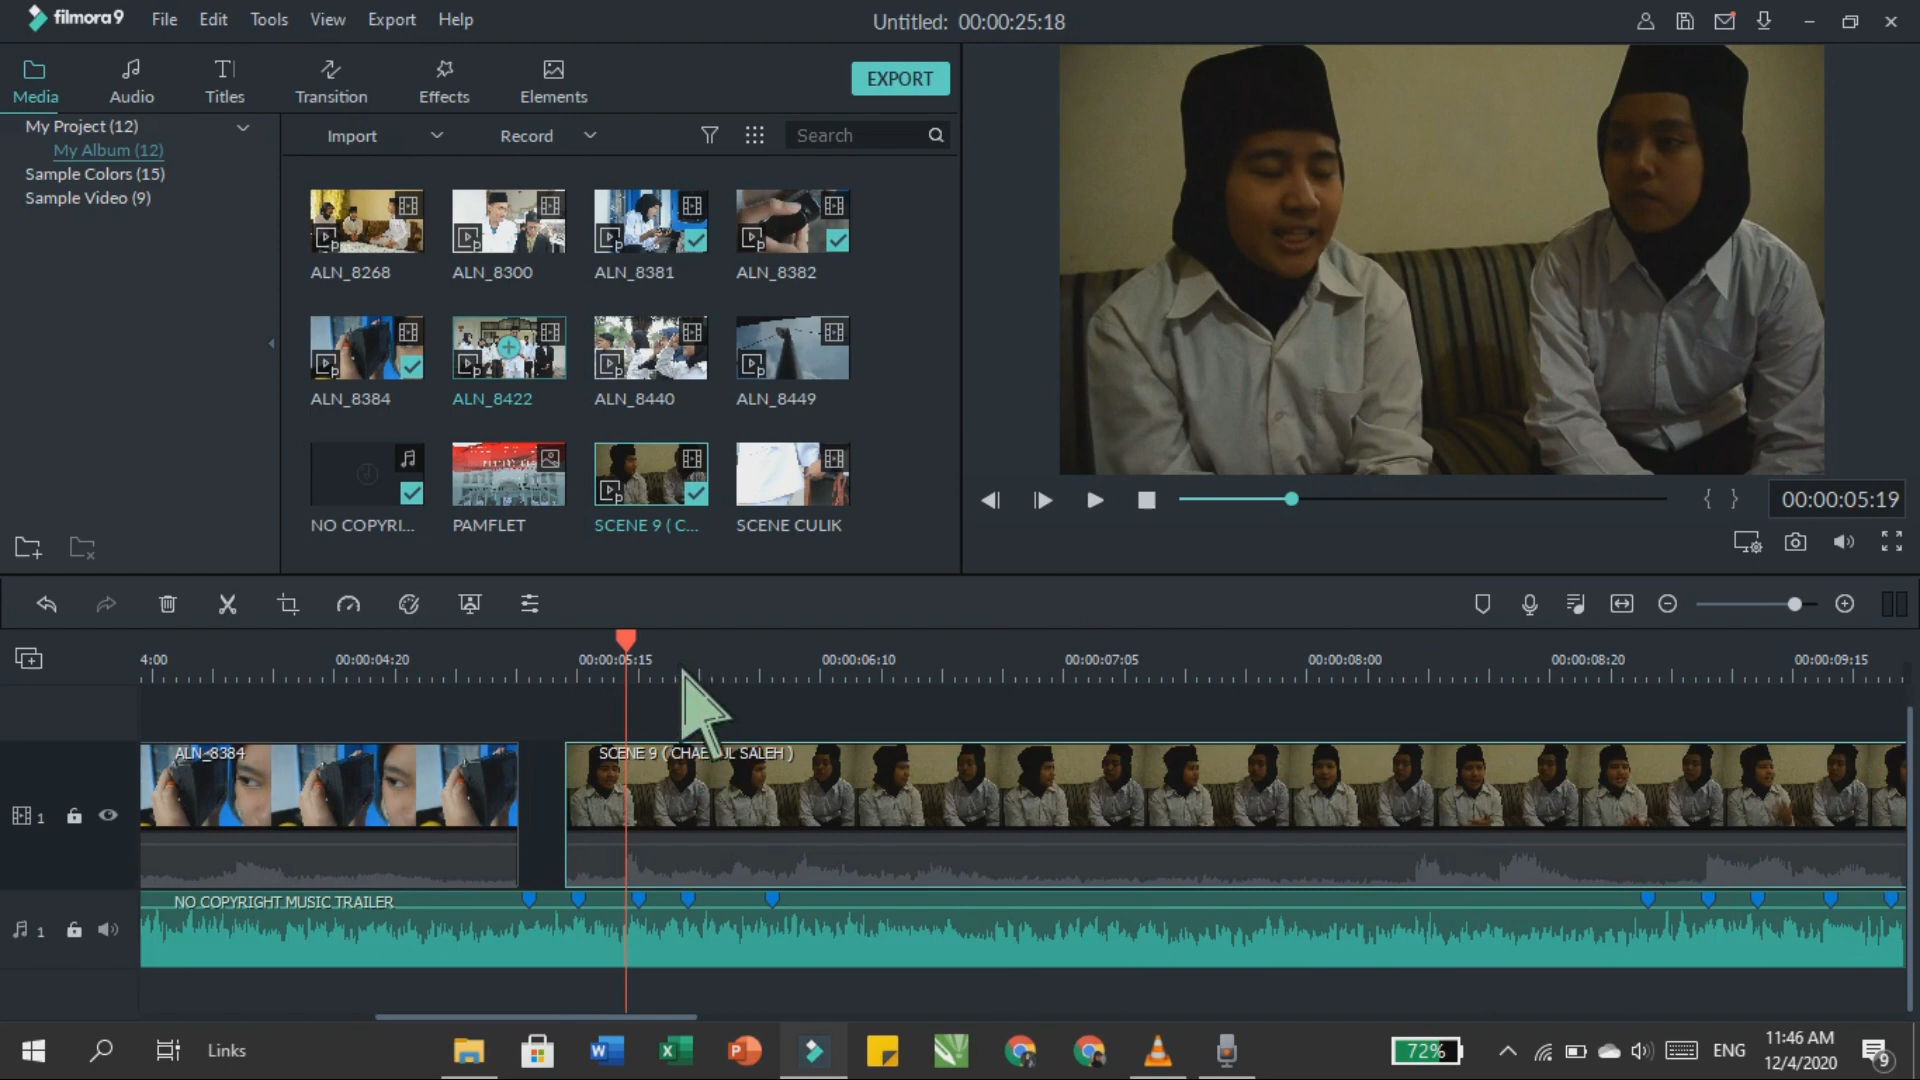 filmora9 File Edit Tools View Export Help Untitled: 00:00:25:18
Media Audio Titles Transition Effects Elements EXPORT
My Project (12)
My Album (12)
Sample Colors (15)
Sample Video (9)
Import Record Search
ALN_8268 ALN_8300 ALN_8381 ALN_8382
ALN_8384 ALN_8422 ALN_8440 ALN_8449
NO COPYRI... PAMFLET SCENE 9 ( C... SCENE CULIK
{ } 00:00:05:19
4:00 00:00:04:20 00:00:05:15 00:00:06:10 00:00:07:05 00:00:08:00 00:00:08:20 00:00:09:15
ALN_8384 SCENE 9 ( CHAE UL SALEH )
1
NO COPYRIGHT MUSIC TRAILER
1
Links 72% ENG 11:46 AM
12/4/2020 9